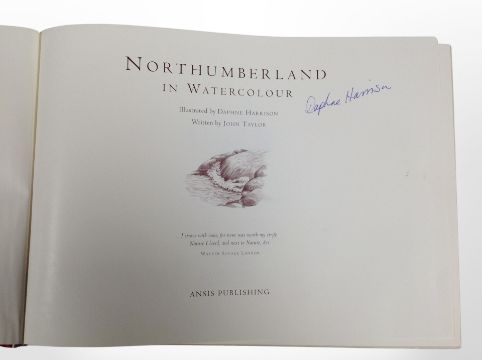 NORTHUMBERLAND
IN WATERCOLOUR
Daphne Harrison
Illustrated by DAPHNE HARRISON
Written by JOHN TAYLOR
I strove with none, for none was worth my strife
Nature I loved, and next to Nature, Art
WALTER SAVAGE LANDOR
ANSIS PUBLISHING